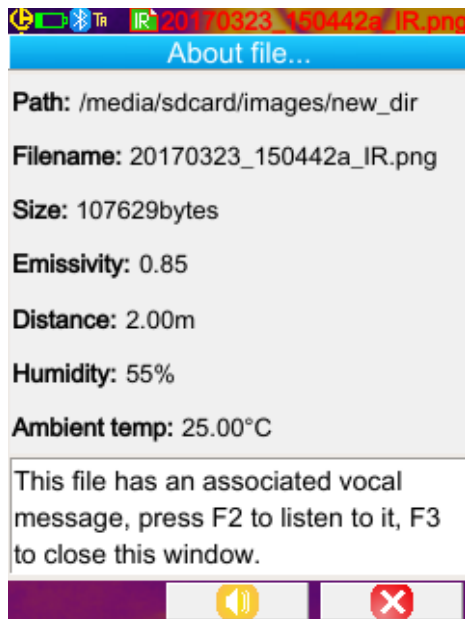 IR 20170323_150442a_IR.png
About file...
Path: /media/sdcard/images/new_dir
Filename: 20170323_150442a_IR.png
Size: 107629bytes
Emissivity: 0.85
Distance: 2.00m
Humidity: 55%
Ambient temp: 25.00°C
This file has an associated vocal
message, press F2 to listen to it, F3
to close this window.